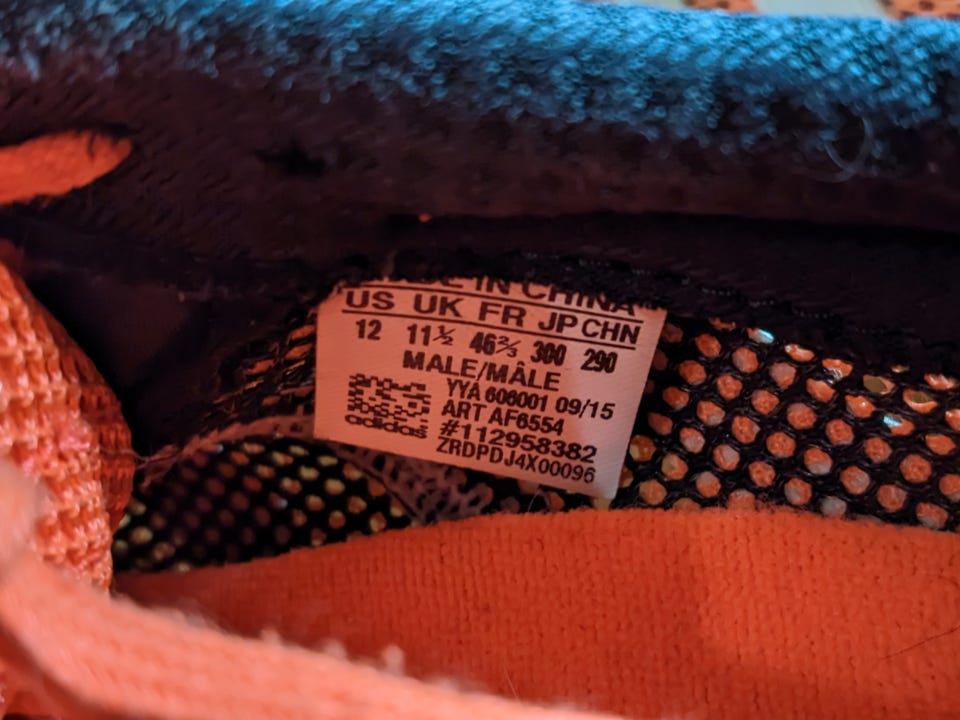 MADE IN CHINA
US UK FR JP CHN
12 11½ 46⅔ 300 290
MALE/MÂLE
YYA 606001 09/15
ART AF6554
#112958382
ZRDPDJ4X00096
adidas